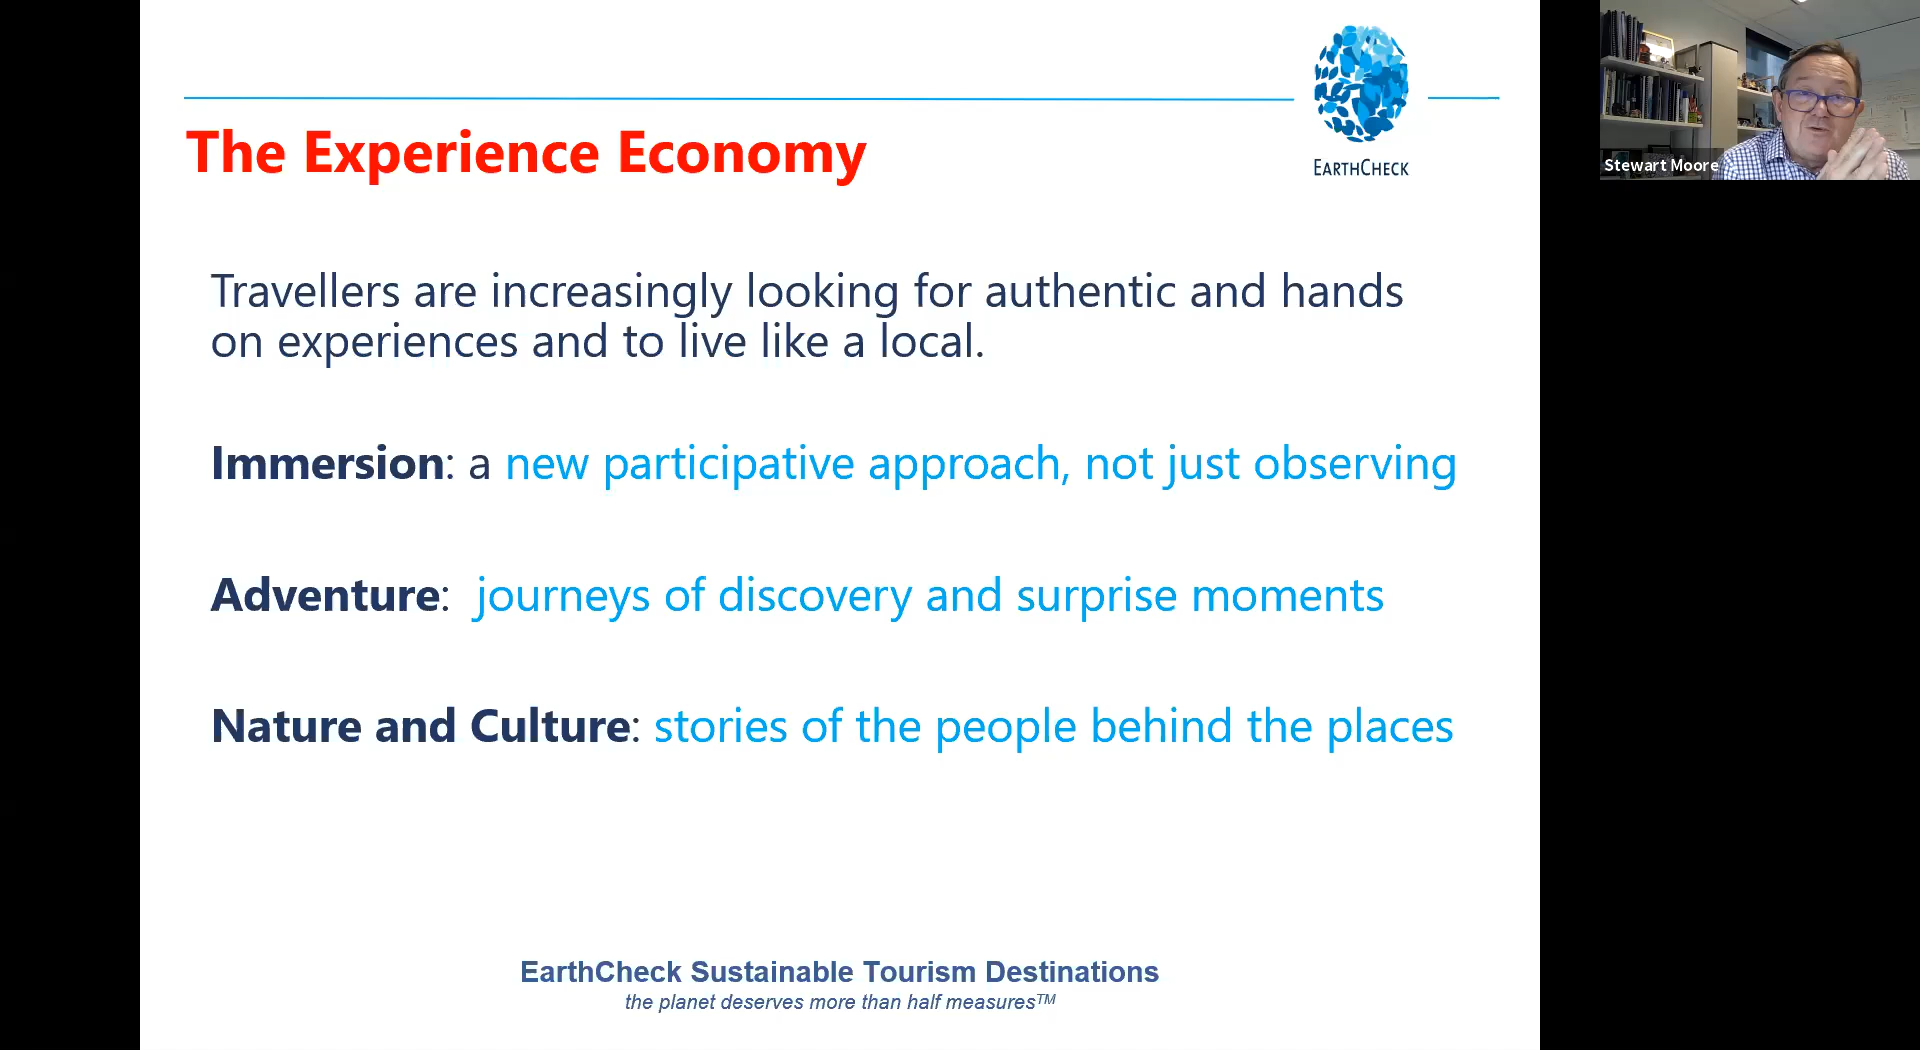 The Experience Economy
EARTHCHECK
Stewart Moore
Travellers are increasingly looking for authentic and hands
on experiences and to live like a local.
Immersion: a new participative approach, not just observing
Adventure: journeys of discovery and surprise moments
Nature and Culture: stories of the people behind the places
EarthCheck Sustainable Tourism Destinations
the planet deserves more than half measures™